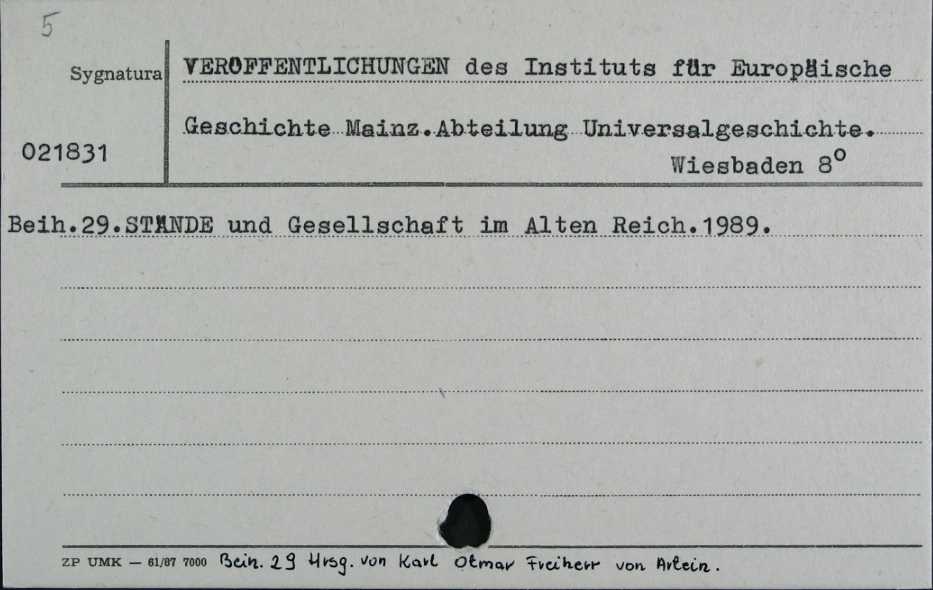 5
Sygnatura
VERÖFFENTLICHUNGEN des Instituts für Europäische
Geschichte Mainz.Abteilung Universalgeschichte.
021831
Wiesbaden 8°
Beih.29.STÄNDE und Gesellschaft im Alten Reich.1989.
ZP UMK — 61/87 7000 Beih. 29 Hrsg. von Karl Otmar Freiherr von Artein.